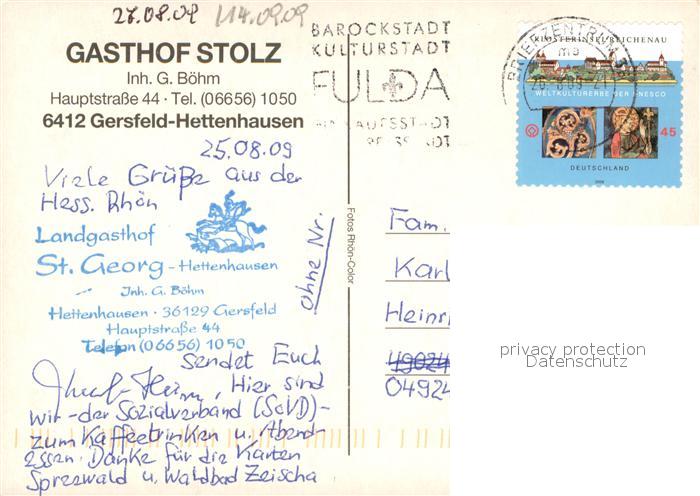 27.08.09 14.09.09
GASTHOF STOLZ
Inh. G. Böhm
Hauptstraße 44 · Tel. (06656) 1050
6412 Gersfeld-Hettenhausen
BAROCKSTADT
KULTURSTADT
FULDA
BRIEFZENTRUM
KLOSTERINSEL REICHENAU
WELTKULTURERBE DER UNESCO
45
DEUTSCHLAND
2008
25.08.09
Viele Grüße aus der
Hess. Rhön
Landgasthof
St. Georg - Hettenhausen
Inh. G. Böhm
Hettenhausen · 36129 Gersfeld
Hauptstraße 44
Telefon (06656) 1050
sendet Euch
Hier sind
wir - der Sozialverband (SoVD) -
zum Kaffeetrinken u. Abend-
essen. Danke für die Karten
Spreewald u. Waldbad Zeischa
ohne Nr.
Fotos Rhön-Color
Fam.
Karl
Heinr
49024
04924
privacy protection
Datenschutz